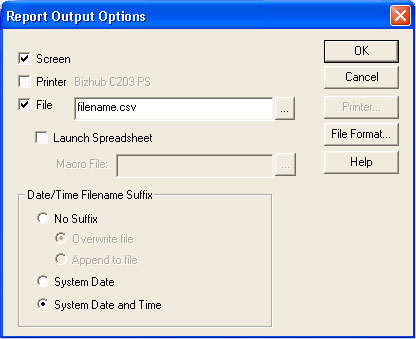 Report Output Options
Screen
OK
Printer Bizhub C203 PS
Cancel
File filename.csv ...
Printer...
Launch Spreadsheet
File Format...
Macro File: ...
Help
Date/Time Filename Suffix
No Suffix
Overwrite file
Append to file
System Date
System Date and Time